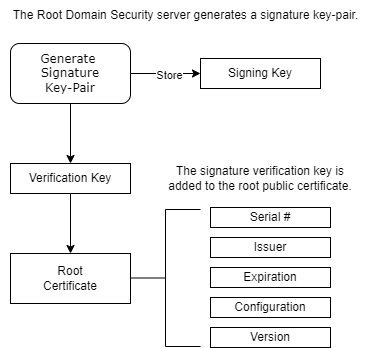 The Root Domain Security server generates a signature key-pair.
Generate
Signature
Key-Pair
Store
Signing Key
Verification Key
The signature verification key is
added to the root public certificate.
Root
Certificate
Serial #
Issuer
Expiration
Configuration
Version